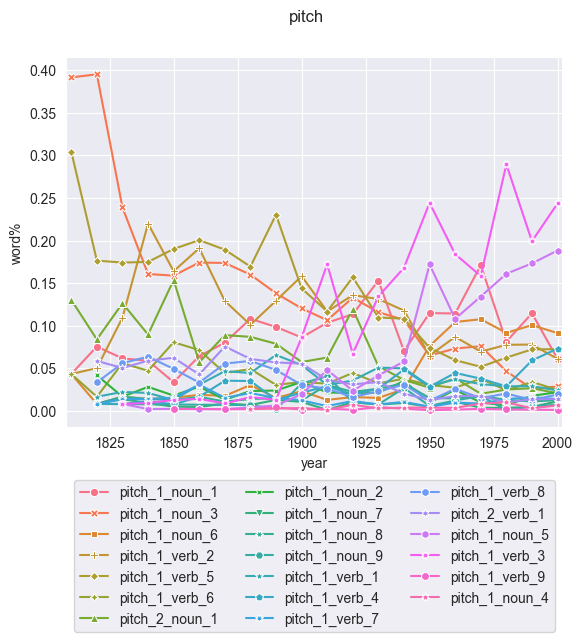 pitch
0.40
0.35
0.30
0.25
0.20
0.15
0.10
0.05
0.00
word%
1825 1850 1875 1900 1925 1950 1975 2000
year
pitch_1_noun_1 pitch_1_noun_2 pitch_1_verb_8
pitch_1_noun_3 pitch_1_noun_7 pitch_2_verb_1
pitch_1_noun_6 pitch_1_noun_8 pitch_1_noun_5
pitch_1_verb_2 pitch_1_noun_9 pitch_1_verb_3
pitch_1_verb_5 pitch_1_verb_1 pitch_1_verb_9
pitch_1_verb_6 pitch_1_verb_4 pitch_1_noun_4
pitch_2_noun_1 pitch_1_verb_7